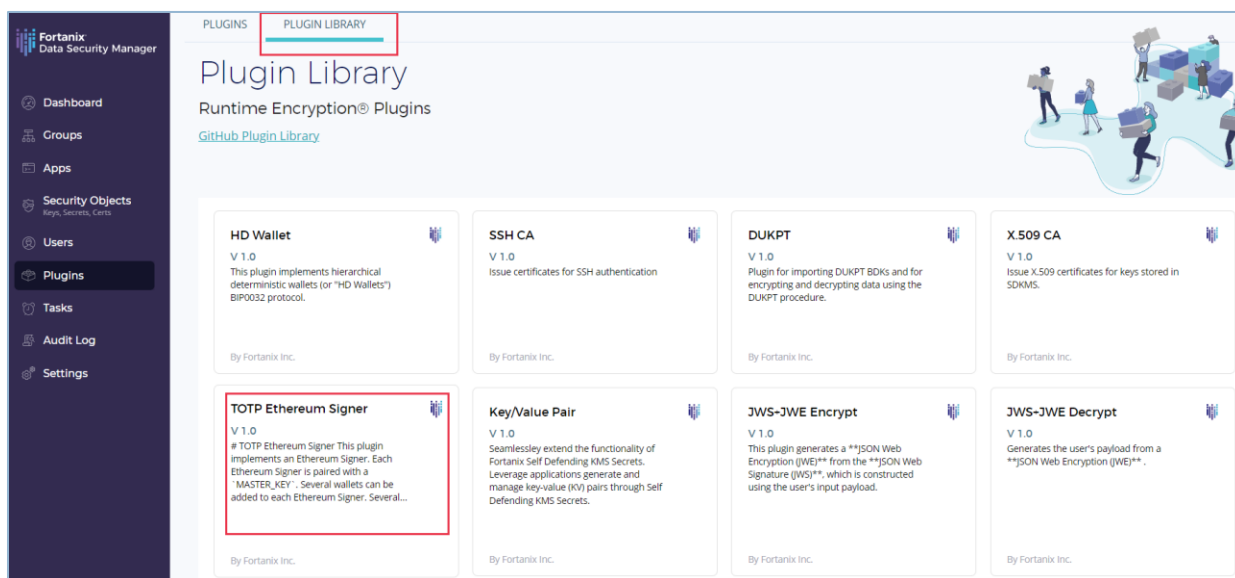 Fortanix®
Data Security Manager
Dashboard
Groups
Apps
Security Objects
Keys, Secrets, Certs
Users
Plugins
Tasks
Audit Log
Settings
PLUGINS
PLUGIN LIBRARY
Plugin Library
Runtime Encryption® Plugins
GitHub Plugin Library
HD Wallet
V 1.0
This plugin implements hierarchical
deterministic wallets (or "HD Wallets")
BIP0032 protocol.
By Fortanix Inc.
SSH CA
V 1.0
Issue certificates for SSH authentication
By Fortanix Inc.
DUKPT
V 1.0
Plugin for importing DUKPT BDKs and for
encrypting and decrypting data using the
DUKPT procedure.
By Fortanix Inc.
X.509 CA
V 1.0
Issue X.509 certificates for keys stored in
SDKMS.
By Fortanix Inc.
TOTP Ethereum Signer
V 1.0
# TOTP Ethereum Signer This plugin
implements an Ethereum Signer. Each
Ethereum Signer is paired with a
`MASTER_KEY`. Several wallets can be
added to each Ethereum Signer. Several...
By Fortanix Inc.
Key/Value Pair
V 1.0
Seamlessley extend the functionality of
Fortanix Self Defending KMS Secrets.
Leverage applications generate and
manage key-value (KV) pairs through Self
Defending KMS Secrets.
By Fortanix Inc.
JWS+JWE Encrypt
V 1.0
This plugin generates a **JSON Web
Encryption (JWE)** from the **JSON Web
Signature (JWS)**, which is constructed
using the user's input payload.
By Fortanix Inc.
JWS+JWE Decrypt
V 1.0
Generates the user's payload from a
**JSON Web Encryption (JWE)** .
By Fortanix Inc.